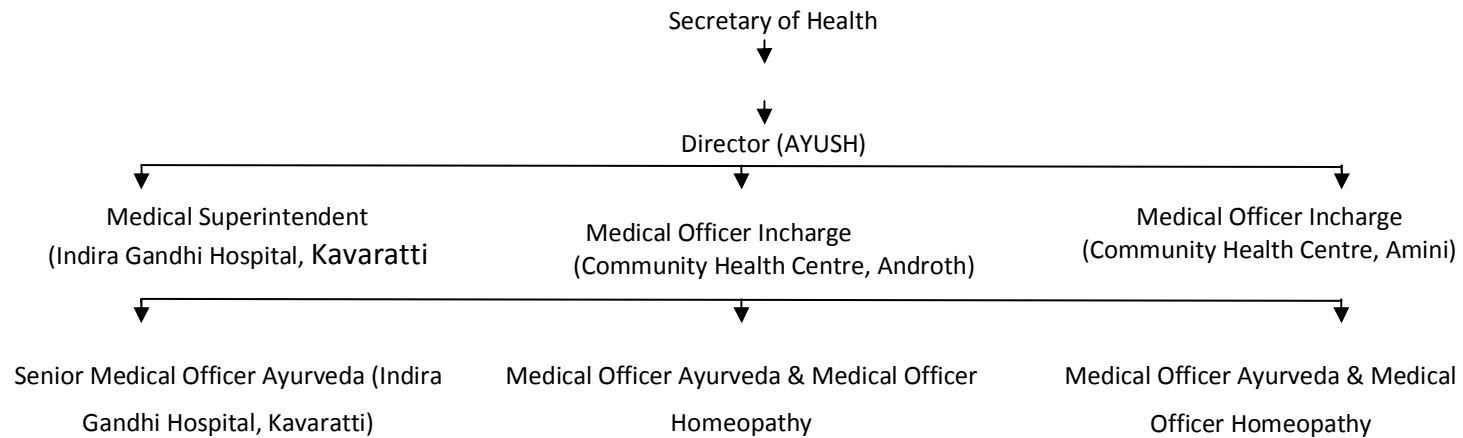 Secretary of Health
Director (AYUSH)
Medical Superintendent
(Indira Gandhi Hospital, Kavaratti
Medical Officer Incharge
(Community Health Centre, Androth)
Medical Officer Incharge
(Community Health Centre, Amini)
Senior Medical Officer Ayurveda (Indira
Gandhi Hospital, Kavaratti)
Medical Officer Ayurveda & Medical Officer
Homeopathy
Medical Officer Ayurveda & Medical
Officer Homeopathy